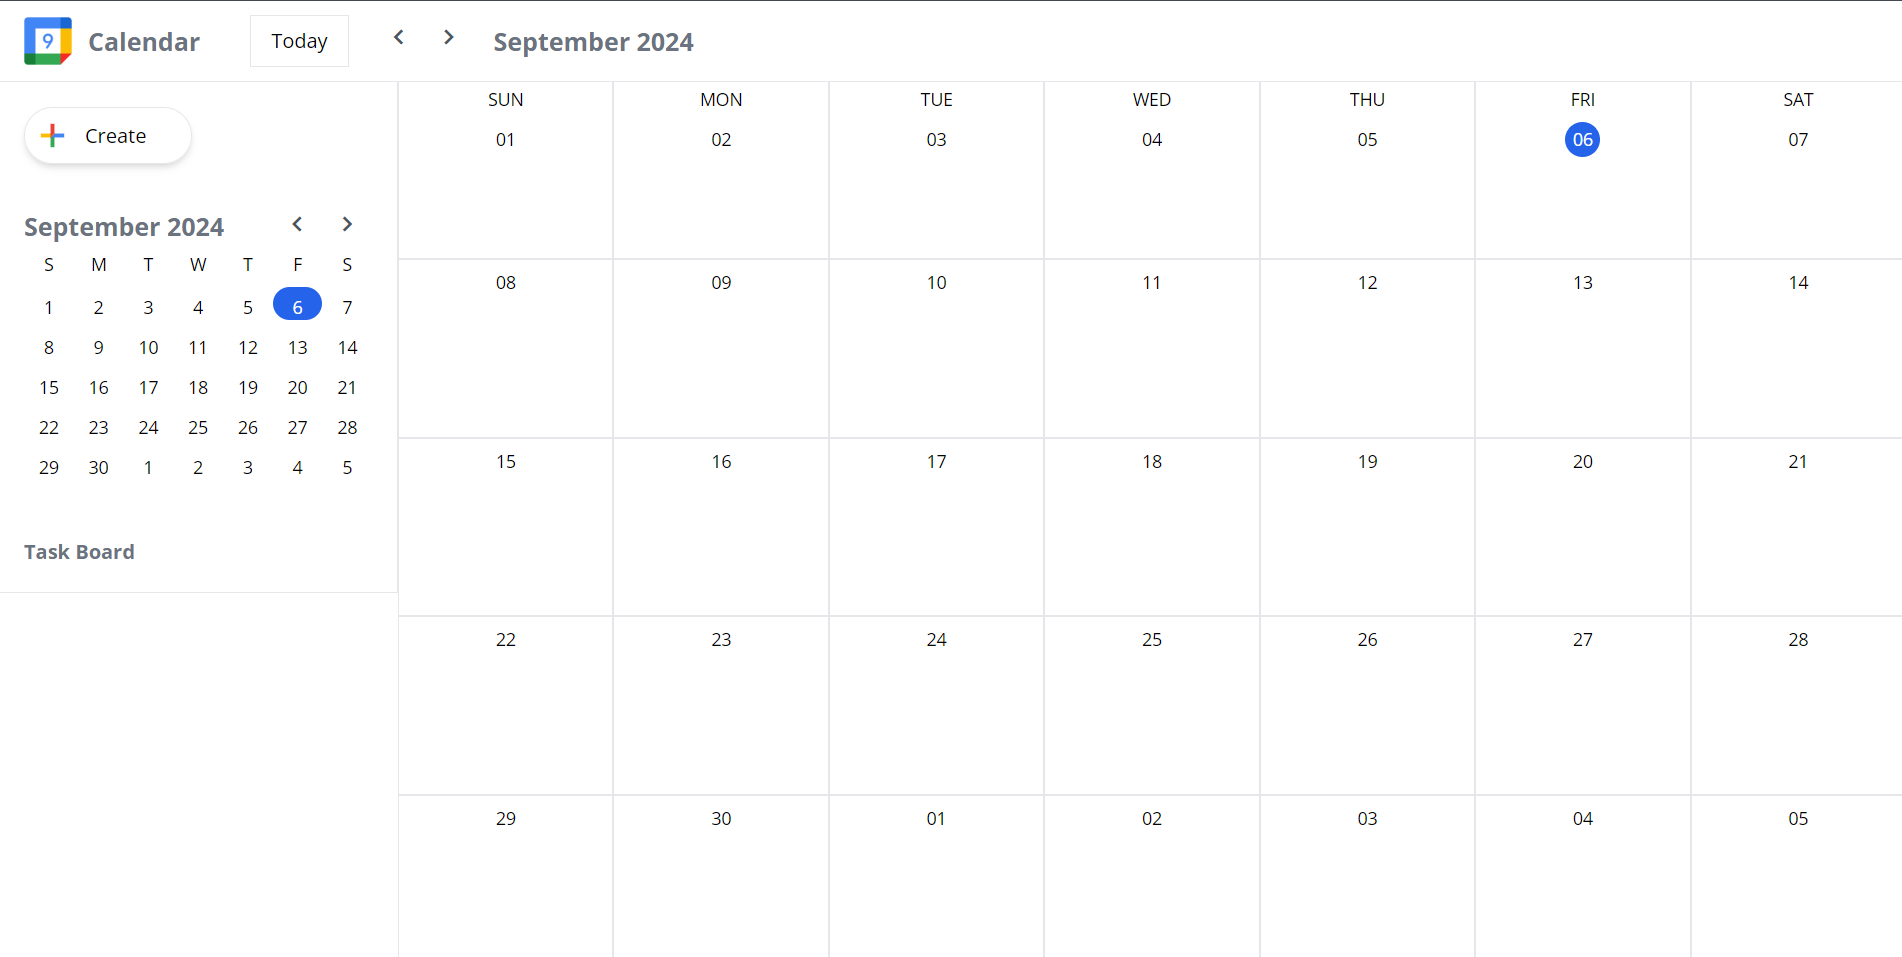 9 Calendar Today September 2024
Create
September 2024
S M T W T F S
1 2 3 4 5 6 7
8 9 10 11 12 13 14
15 16 17 18 19 20 21
22 23 24 25 26 27 28
29 30 1 2 3 4 5
Task Board
SUN MON TUE WED THU FRI SAT
01 02 03 04 05 06 07
08 09 10 11 12 13 14
15 16 17 18 19 20 21
22 23 24 25 26 27 28
29 30 01 02 03 04 05